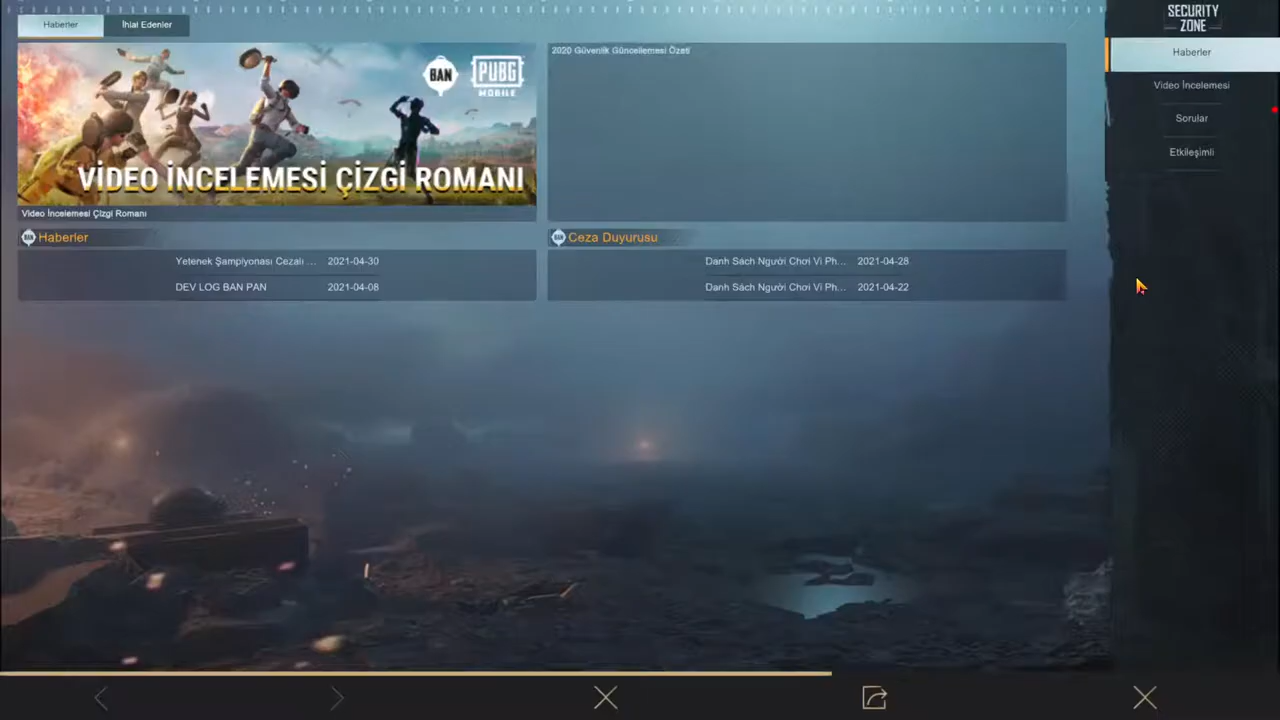 Haberler
İhlal Edenler
BAN
PUBG
MOBILE
VİDEO İNCELEMESİ ÇİZGİ ROMANI
Video İncelemesi Çizgi Romanı
2020 Güvenlik Güncellemesi Özeti
BAN Haberler
Yetenek Şampiyonası Cezalı ... 2021-04-30
DEV LOG BAN PAN 2021-04-08
BAN Ceza Duyurusu
Danh Sách Người Chơi Vi Ph... 2021-04-28
Danh Sách Người Chơi Vi Ph... 2021-04-22
SECURITY
ZONE
Haberler
Video İncelemesi
Sorular
Etkileşimli